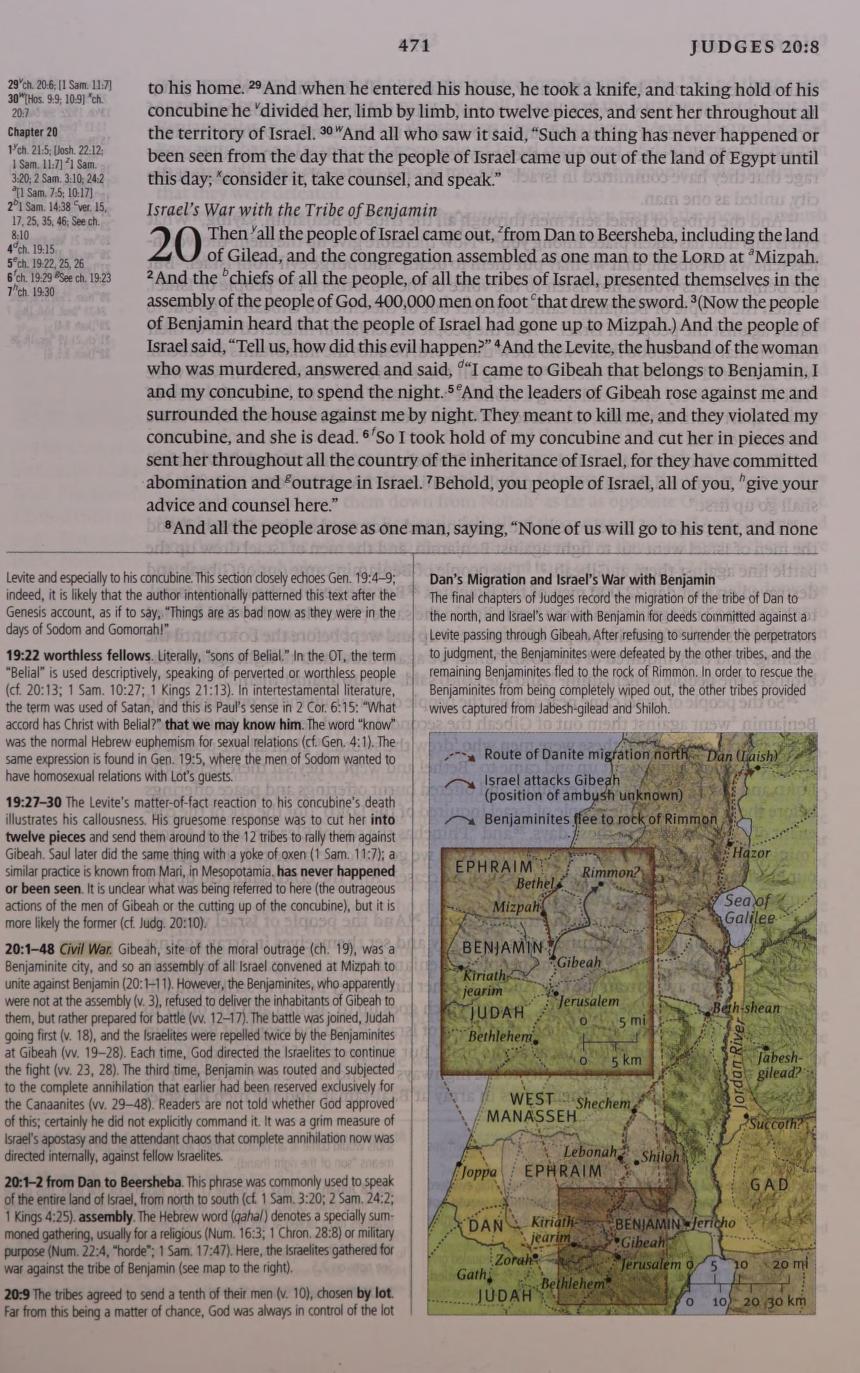 471
JUDGES 20:8
29 v ch. 20:6; [1 Sam. 11:7]
30 w [Hos. 9:9; 10:9] x ch.
20:7
Chapter 20
1 y ch. 21:5; [Josh. 22:12;
1 Sam. 11:7] z 1 Sam.
3:20; 2 Sam. 3:10; 24:2
a [1 Sam. 7:5; 10:17]
2 b 1 Sam. 14:38 c ver. 15,
17, 25, 35, 46; See ch.
8:10
4 d ch. 19:15
5 e ch. 19:22, 25, 26
6 f ch. 19:29 g See ch. 19:23
7 h ch. 19:30
to his home. 29 And when he entered his house, he took a knife, and taking hold of his
concubine he v divided her, limb by limb, into twelve pieces, and sent her throughout all
the territory of Israel. 30 w And all who saw it said, “Such a thing has never happened or
been seen from the day that the people of Israel came up out of the land of Egypt until
this day; x consider it, take counsel, and speak.”
Israel's War with the Tribe of Benjamin
20 Then y all the people of Israel came out, z from Dan to Beersheba, including the land
of Gilead, and the congregation assembled as one man to the LORD at a Mizpah.
2 And the b chiefs of all the people, of all the tribes of Israel, presented themselves in the
assembly of the people of God, 400,000 men on foot c that drew the sword. 3 (Now the people
of Benjamin heard that the people of Israel had gone up to Mizpah.) And the people of
Israel said, “Tell us, how did this evil happen?” 4 And the Levite, the husband of the woman
who was murdered, answered and said, d “I came to Gibeah that belongs to Benjamin, I
and my concubine, to spend the night. 5 e And the leaders of Gibeah rose against me and
surrounded the house against me by night. They meant to kill me, and they violated my
concubine, and she is dead. 6 f So I took hold of my concubine and cut her in pieces and
sent her throughout all the country of the inheritance of Israel, for they have committed
abomination and g outrage in Israel. 7 Behold, you people of Israel, all of you, h give your
advice and counsel here.”
8 And all the people arose as one man, saying, “None of us will go to his tent, and none
Levite and especially to his concubine. This section closely echoes Gen. 19:4–9;
indeed, it is likely that the author intentionally patterned this text after the
Genesis account, as if to say, “Things are as bad now as they were in the
days of Sodom and Gomorrah!”
19:22 worthless fellows. Literally, “sons of Belial.” In the OT, the term
“Belial” is used descriptively, speaking of perverted or worthless people
(cf. 20:13; 1 Sam. 10:27; 1 Kings 21:13). In intertestamental literature,
the term was used of Satan, and this is Paul's sense in 2 Cor. 6:15: “What
accord has Christ with Belial?” that we may know him. The word “know”
was the normal Hebrew euphemism for sexual relations (cf. Gen. 4:1). The
same expression is found in Gen. 19:5, where the men of Sodom wanted to
have homosexual relations with Lot's guests.
19:27–30 The Levite's matter-of-fact reaction to his concubine's death
illustrates his callousness. His gruesome response was to cut her into
twelve pieces and send them around to the 12 tribes to rally them against
Gibeah. Saul later did the same thing with a yoke of oxen (1 Sam. 11:7); a
similar practice is known from Mari, in Mesopotamia. has never happened
or been seen. It is unclear what was being referred to here (the outrageous
actions of the men of Gibeah or the cutting up of the concubine), but it is
more likely the former (cf. Judg. 20:10).
20:1–48 Civil War. Gibeah, site of the moral outrage (ch. 19), was a
Benjaminite city, and so an assembly of all Israel convened at Mizpah to
unite against Benjamin (20:1–11). However, the Benjaminites, who apparently
were not at the assembly (v. 3), refused to deliver the inhabitants of Gibeah to
them, but rather prepared for battle (vv. 12–17). The battle was joined, Judah
going first (v. 18), and the Israelites were repelled twice by the Benjaminites
at Gibeah (vv. 19–28). Each time, God directed the Israelites to continue
the fight (vv. 23, 28). The third time, Benjamin was routed and subjected
to the complete annihilation that earlier had been reserved exclusively for
the Canaanites (vv. 29–48). Readers are not told whether God approved
of this; certainly he did not explicitly command it. It was a grim measure of
Israel's apostasy and the attendant chaos that complete annihilation now was
directed internally, against fellow Israelites.
20:1–2 from Dan to Beersheba. This phrase was commonly used to speak
of the entire land of Israel, from north to south (cf. 1 Sam. 3:20; 2 Sam. 24:2;
1 Kings 4:25). assembly. The Hebrew word (qahal) denotes a specially sum-
moned gathering, usually for a religious (Num. 16:3; 1 Chron. 28:8) or military
purpose (Num. 22:4, “horde”; 1 Sam. 17:47). Here, the Israelites gathered for
war against the tribe of Benjamin (see map to the right).
20:9 The tribes agreed to send a tenth of their men (v. 10), chosen by lot.
Far from this being a matter of chance, God was always in control of the lot
Dan's Migration and Israel's War with Benjamin
The final chapters of Judges record the migration of the tribe of Dan to
the north, and Israel's war with Benjamin for deeds committed against a
Levite passing through Gibeah. After refusing to surrender the perpetrators
to judgment, the Benjaminites were defeated by the other tribes, and the
remaining Benjaminites fled to the rock of Rimmon. In order to rescue the
Benjaminites from being completely wiped out, the other tribes provided
wives captured from Jabesh-gilead and Shiloh.
Route of Danite migration north
Dan (Laish)
Israel attacks Gibeah
(position of ambush unknown)
Benjaminites flee to rock of Rimmon
Hazor
EPHRAIM
Rimmon?
Bethel
Mizpah
Sea of
Galilee
BENJAMIN
Gibeah
Kiriath-
jearim
Jerusalem
JUDAH
0 5 mi
Bethlehem
0 5 km
Beth-shean
Jordan River
Jabesh-
gilead?
WEST
MANASSEH
Shechem
Succoth?
Lebonah
Shiloh
Joppa
EPHRAIM
GAD
DAN
Kiriath-
jearim
BENJAMIN
Jericho
Gibeah
Zorah
Jerusalem
0 5 10 20 mi
Gath
Bethlehem
JUDAH
0 10 20 30 km